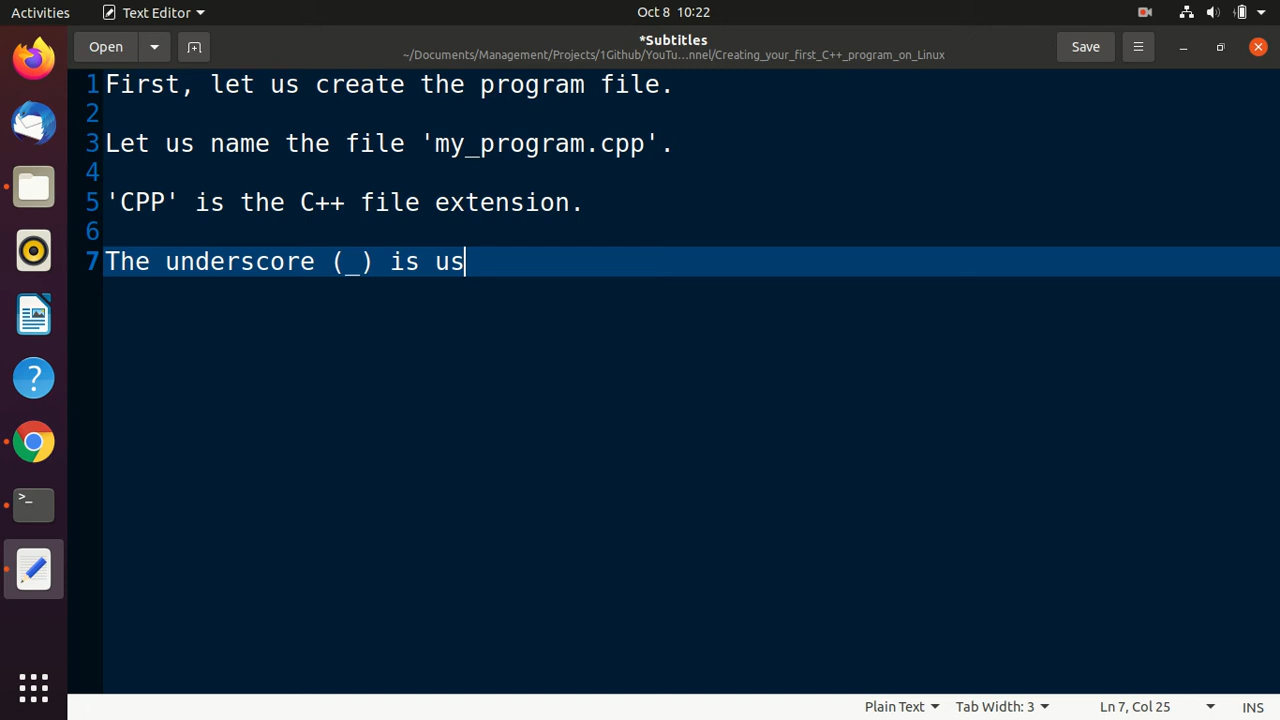 Activities Text Editor Oct 8 10:22
Open *Subtitles Save
~/Documents/Management/Projects/1Github/YouTu...nnel/Creating_your_first_C++_program_on_Linux
1 First, let us create the program file.
2
3 Let us name the file 'my_program.cpp'.
4
5 'CPP' is the C++ file extension.
6
7 The underscore (_) is us
Plain Text Tab Width: 3 Ln 7, Col 25 INS